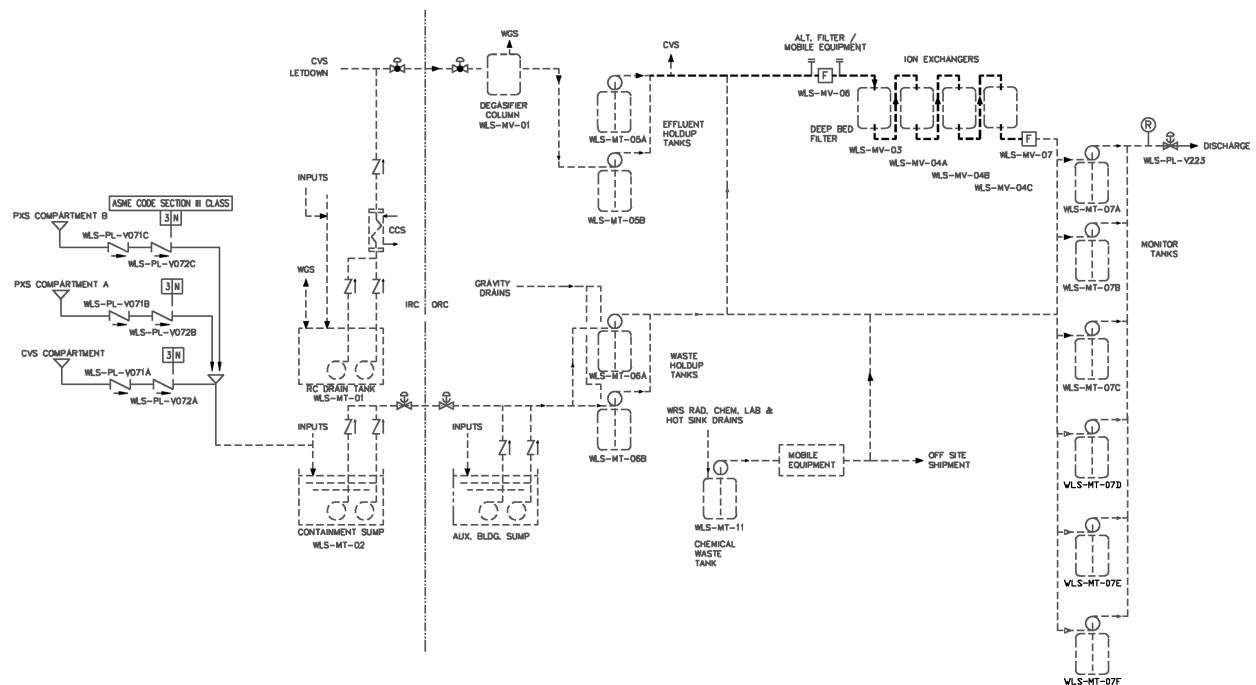 CVS
LETDOWN
WGS
DEGASIFIER
COLUMN
WLS-MV-01
CVS
WLS-MT-05A
EFFLUENT
HOLDUP
TANKS
WLS-MT-05B
ALT. FILTER /
MOBILE EQUIPMENT
F
WLS-MV-06
ION EXCHANGERS
DEEP BED
FILTER
WLS-MV-03
WLS-MV-04A
WLS-MV-04B
WLS-MV-04C
F
WLS-MV-07
R
DISCHARGE
WLS-PL-V223
WLS-MT-07A
MONITOR
TANKS
WLS-MT-07B
WLS-MT-07C
WLS-MT-07D
WLS-MT-07E
WLS-MT-07F
INPUTS
CCS
WGS
IRC
ORC
RC DRAIN TANK
WLS-MT-01
ASME CODE SECTION III CLASS
3 N
PXS COMPARTMENT B
WLS-PL-V071C
WLS-PL-V072C
PXS COMPARTMENT A
3 N
WLS-PL-V071B
WLS-PL-V072B
CVS COMPARTMENT
3 N
WLS-PL-V071A
WLS-PL-V072A
INPUTS
CONTAINMENT SUMP
WLS-MT-02
INPUTS
AUX. BLDG. SUMP
GRAVITY
DRAINS
WLS-MT-06A
WASTE
HOLDUP
TANKS
WLS-MT-06B
WRS RAD, CHEM, LAB &
HOT SINK DRAINS
MOBILE
EQUIPMENT
OFF SITE
SHIPMENT
WLS-MT-11
CHEMICAL
WASTE
TANK